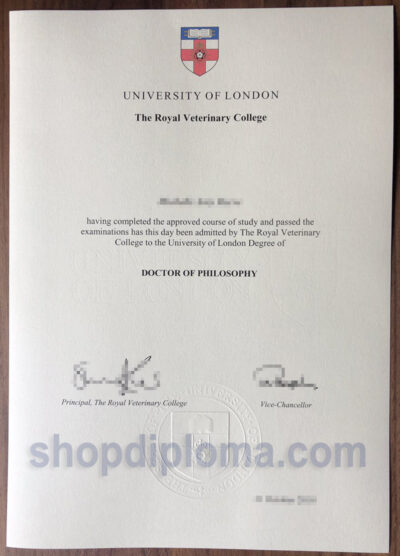 UNIVERSITY OF LONDON
The Royal Veterinary College
having completed the approved course of study and passed the
examinations has this day been admitted by The Royal Veterinary
College to the University of London Degree of
DOCTOR OF PHILOSOPHY
Principal, The Royal Veterinary College
Vice-Chancellor
shopdiploma.com